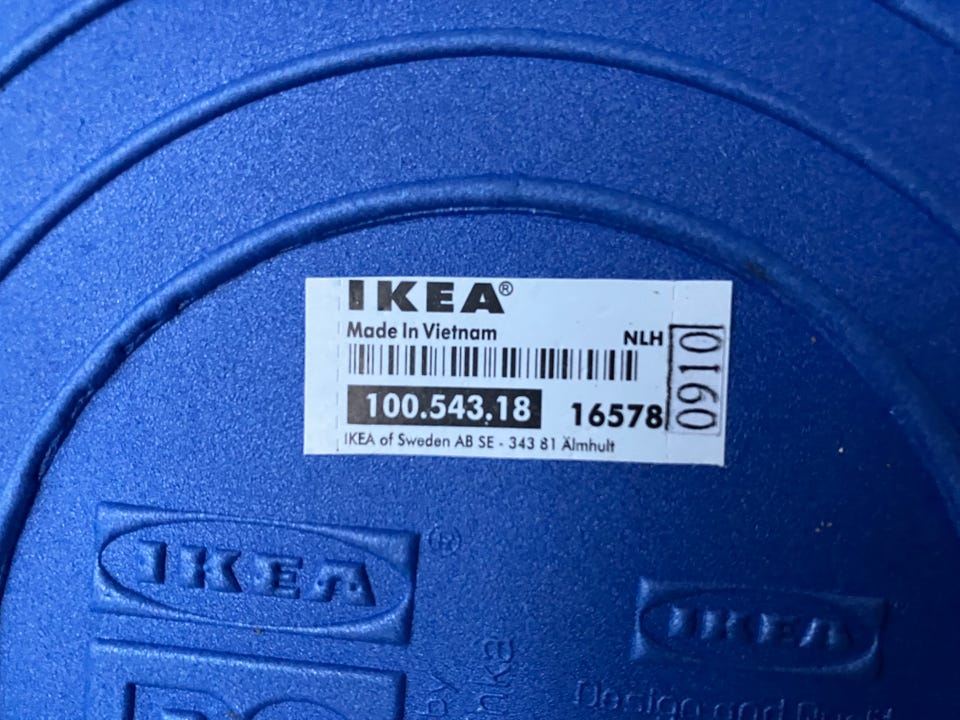 IKEA®
Made In Vietnam
NLH
100.543.18
16578
0910
IKEA of Sweden AB SE - 343 81 Älmhult
IKEA ®
IKEA
by
Design and